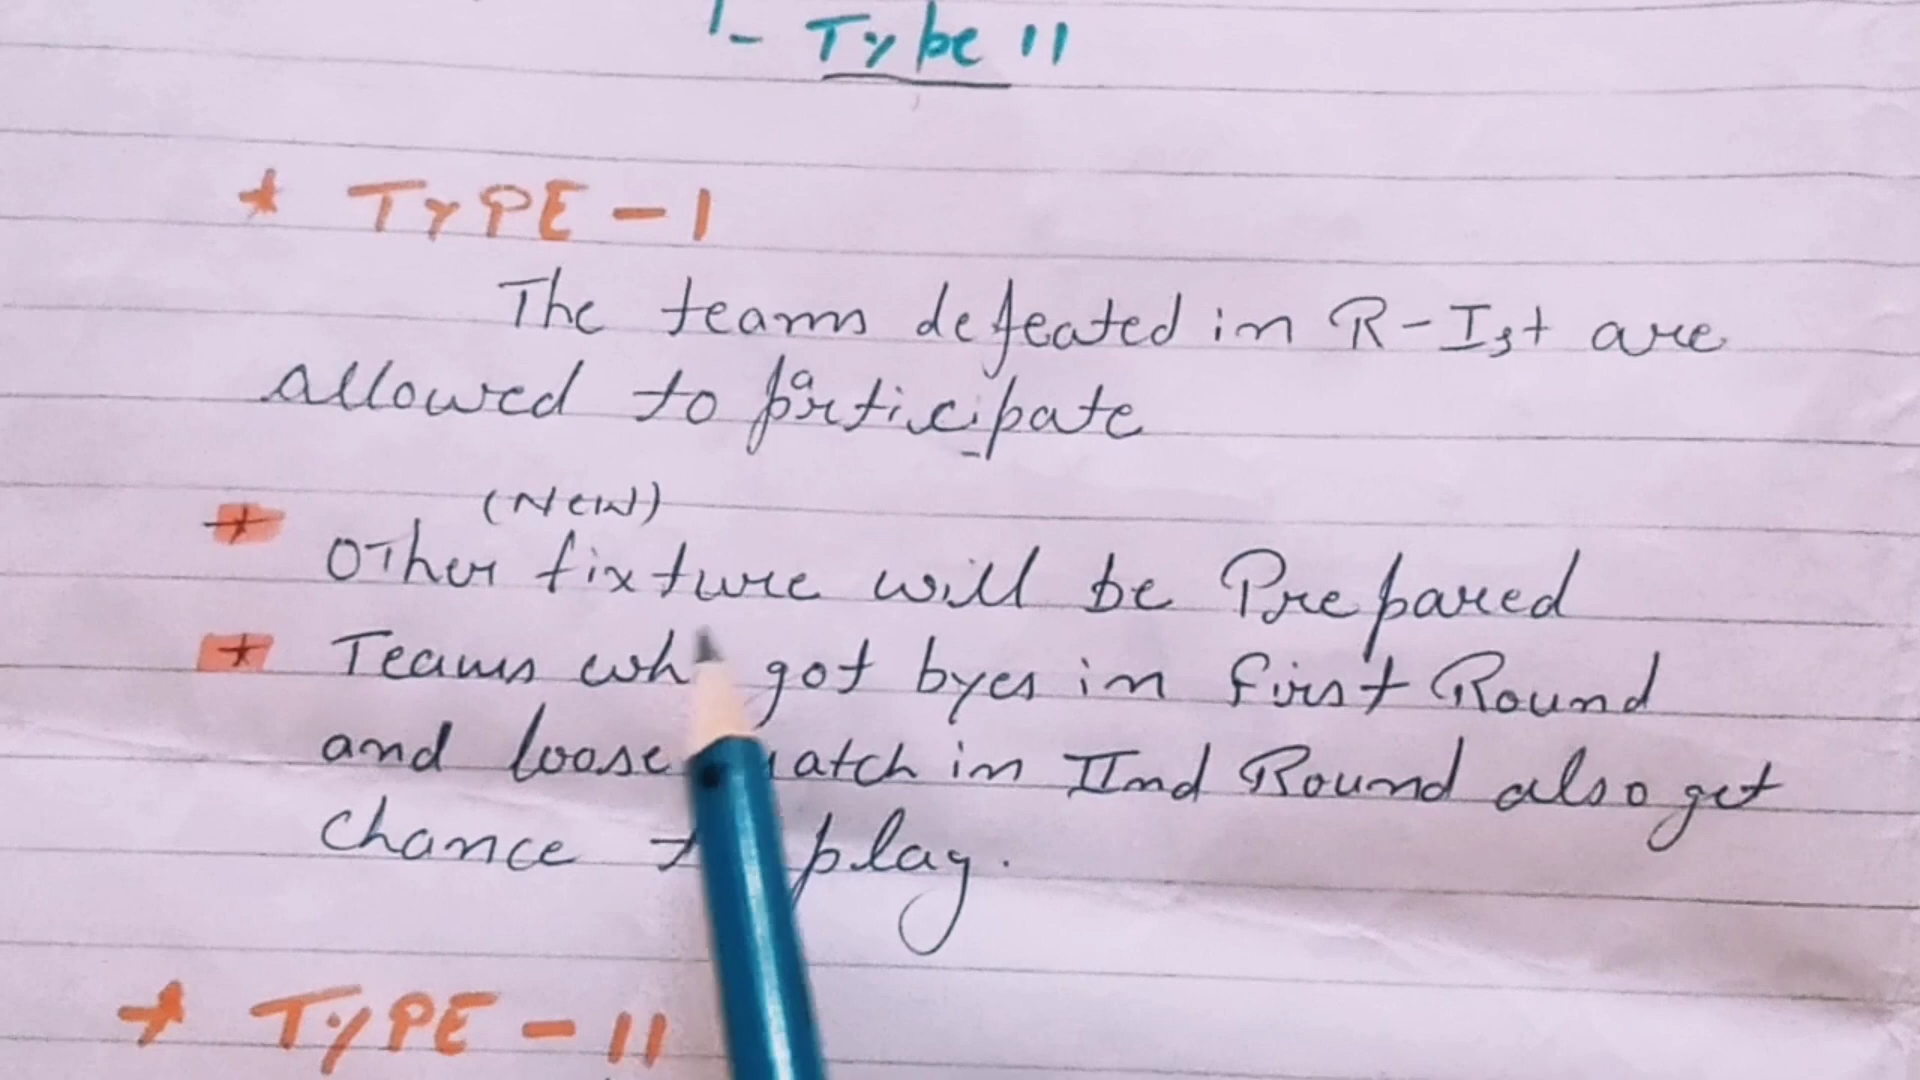 - Type II
* TYPE - I
The teams defeated in R-Ist are
allowed to participate
(New)
* Other fixture will be Prepared
* Teams wh got byes in first Round
and loose atch in IInd Round also get
chance play.
* TYPE - II